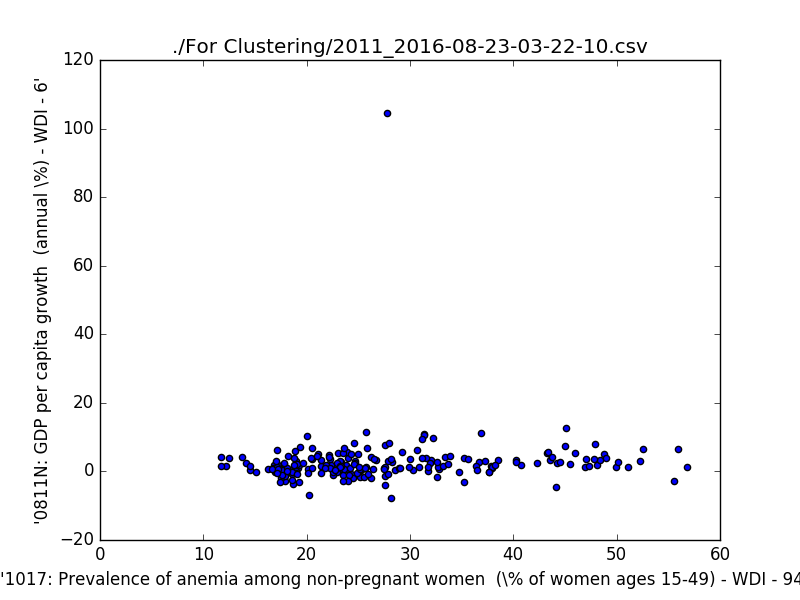 ./For Clustering/2011_2016-08-23-03-22-10.csv
'0811N: GDP per capita growth  (annual \%) - WDI - 6'
120
100
80
60
40
20
0
−20
0 10 20 30 40 50 60
'1017: Prevalence of anemia among non-pregnant women  (\% of women ages 15-49) - WDI - 94